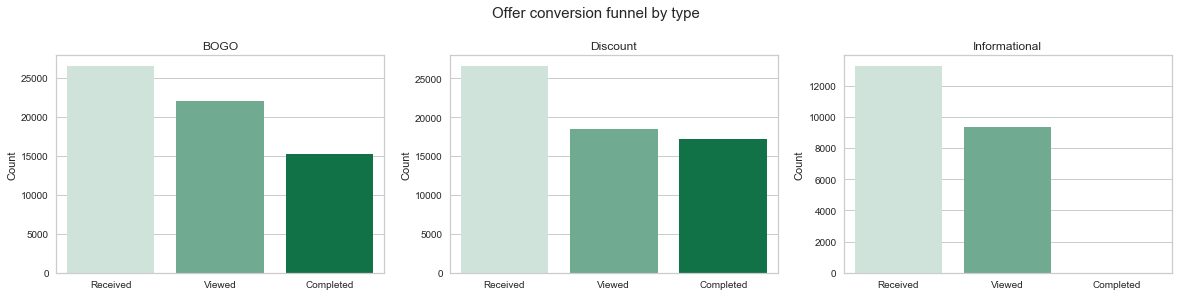 Offer conversion funnel by type
BOGO
Count
25000
20000
15000
10000
5000
0
Received Viewed Completed
Discount
Count
25000
20000
15000
10000
5000
0
Received Viewed Completed
Informational
Count
12000
10000
8000
6000
4000
2000
0
Received Viewed Completed